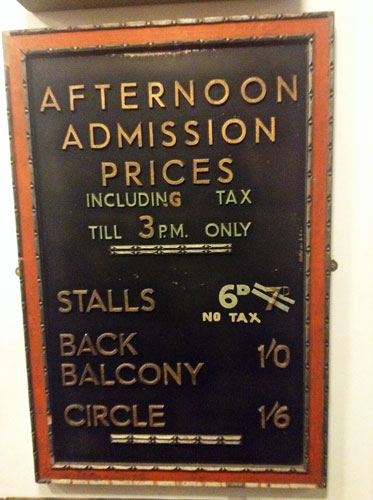 AFTERNOON
ADMISSION
PRICES
INCLUDING TAX
TILL 3 P.M. ONLY
STALLS 6D 7D
NO TAX
BACK
BALCONY 1/0
CIRCLE 1/6